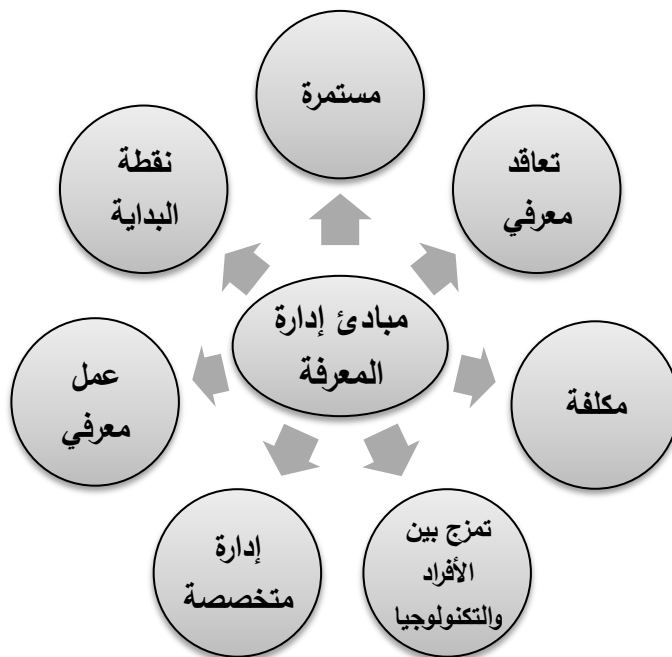 مستمرة
تعاقد
معرفي
نقطة
البداية
مبادئ إدارة
المعرفة
مكلفة
عمل
معرفي
تمزج بين
الأفراد
والتكنولوجيا
إدارة
متخصصة